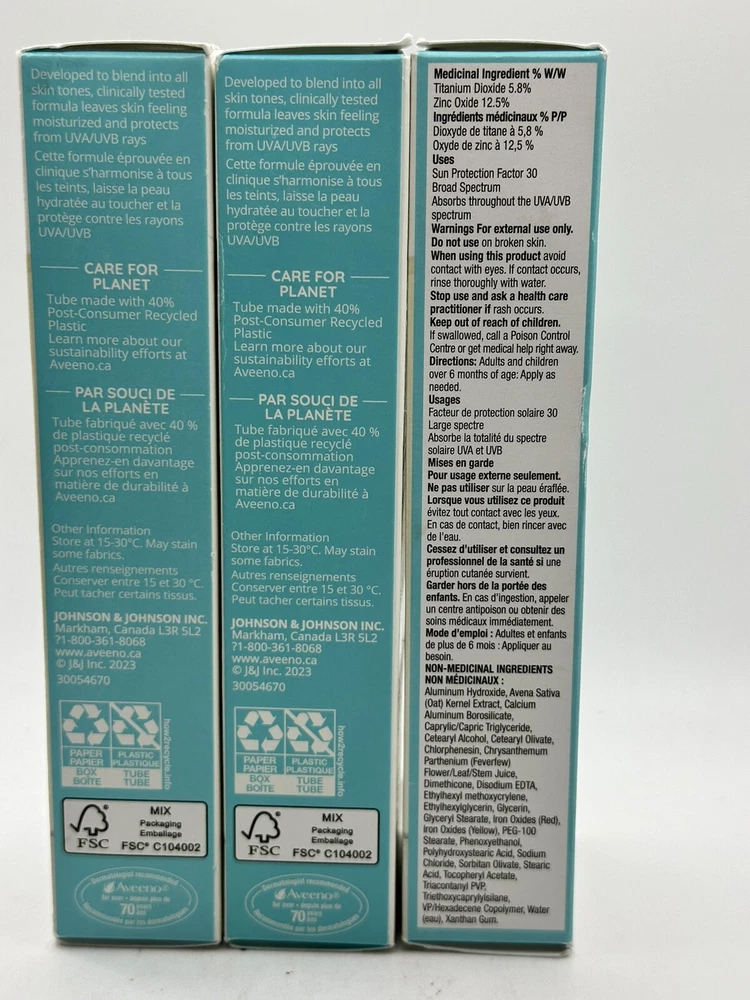 Developed to blend into all
skin tones, clinically tested
formula leaves skin feeling
moisturized and protects
from UVA/UVB rays
Cette formule éprouvée en
clinique s'harmonise à tous
les teints, laisse la peau
hydratée au toucher et la
protège contre les rayons
UVA/UVB
CARE FOR
PLANET
Tube made with 40%
Post-Consumer Recycled
Plastic
Learn more about our
sustainability efforts at
Aveeno.ca
PAR SOUCI DE
LA PLANÈTE
Tube fabriqué avec 40 %
de plastique recyclé
post-consommation
Apprenez-en davantage
sur nos efforts en
matière de durabilité à
Aveeno.ca
Other Information
Store at 15-30°C. May stain
some fabrics.
Autres renseignements
Conserver entre 15 et 30 °C.
Peut tacher certains tissus.
JOHNSON & JOHNSON INC.
Markham, Canada L3R 5L2
?1-800-361-8068
www.aveeno.ca
© J&J Inc. 2023
30054670
PAPER
PAPIER
BOX
BOÎTE
PLASTIC
PLASTIQUE
TUBE
TUBE
how2recycle.info
FSC
MIX
Packaging
Emballage
FSC® C104002
Dermatologist recommended
Aveeno®
for over • depuis plus de
70 years
ans
recommandée par les dermatologues
Developed to blend into all
skin tones, clinically tested
formula leaves skin feeling
moisturized and protects
from UVA/UVB rays
Cette formule éprouvée en
clinique s'harmonise à tous
les teints, laisse la peau
hydratée au toucher et la
protège contre les rayons
UVA/UVB
CARE FOR
PLANET
Tube made with 40%
Post-Consumer Recycled
Plastic
Learn more about our
sustainability efforts at
Aveeno.ca
PAR SOUCI DE
LA PLANÈTE
Tube fabriqué avec 40 %
de plastique recyclé
post-consommation
Apprenez-en davantage
sur nos efforts en
matière de durabilité à
Aveeno.ca
Other Information
Store at 15-30°C. May stain
some fabrics.
Autres renseignements
Conserver entre 15 et 30 °C.
Peut tacher certains tissus.
JOHNSON & JOHNSON INC.
Markham, Canada L3R 5L2
?1-800-361-8068
www.aveeno.ca
© J&J Inc. 2023
30054670
PAPER
PAPIER
BOX
BOÎTE
PLASTIC
PLASTIQUE
TUBE
TUBE
how2recycle.info
FSC
MIX
Packaging
Emballage
FSC® C104002
Dermatologist recommended
Aveeno®
for over • depuis plus de
70 years
ans
recommandée par les dermatologues
Medicinal Ingredient % W/W
Titanium Dioxide 5.8%
Zinc Oxide 12.5%
Ingrédients médicinaux % P/P
Dioxyde de titane à 5,8 %
Oxyde de zinc à 12,5 %
Uses
Sun Protection Factor 30
Broad Spectrum
Absorbs throughout the UVA/UVB
spectrum
Warnings For external use only.
Do not use on broken skin.
When using this product avoid
contact with eyes. If contact occurs,
rinse thoroughly with water.
Stop use and ask a health care
practitioner if rash occurs.
Keep out of reach of children.
If swallowed, call a Poison Control
Centre or get medical help right away.
Directions: Adults and children
over 6 months of age: Apply as
needed.
Usages
Facteur de protection solaire 30
Large spectre
Absorbe la totalité du spectre
solaire UVA et UVB
Mises en garde
Pour usage externe seulement.
Ne pas utiliser sur la peau éraflée.
Lorsque vous utilisez ce produit
évitez tout contact avec les yeux.
En cas de contact, bien rincer avec
de l'eau.
Cessez d'utiliser et consultez un
professionnel de la santé si une
éruption cutanée survient.
Garder hors de la portée des
enfants. En cas d'ingestion, appeler
un centre antipoison ou obtenir des
soins médicaux immédiatement.
Mode d'emploi : Adultes et enfants
de plus de 6 mois : Appliquer au
besoin.
NON-MEDICINAL INGREDIENTS
NON MÉDICINAUX :
Aluminum Hydroxide, Avena Sativa
(Oat) Kernel Extract, Calcium
Aluminum Borosilicate,
Caprylic/Capric Triglyceride,
Cetearyl Alcohol, Cetearyl Olivate,
Chlorphenesin, Chrysanthemum
Parthenium (Feverfew)
Flower/Leaf/Stem Juice,
Dimethicone, Disodium EDTA,
Ethylhexyl methoxycrylene,
Ethylhexylglycerin, Glycerin,
Glyceryl Stearate, Iron Oxides (Red),
Iron Oxides (Yellow), PEG-100
Stearate, Phenoxyethanol,
Polyhydroxystearic Acid, Sodium
Chloride, Sorbitan Olivate, Stearic
Acid, Tocopheryl Acetate,
Triacontanyl PVP,
Triethoxycaprylylsilane,
VP/Hexadecene Copolymer, Water
(eau), Xanthan Gum.